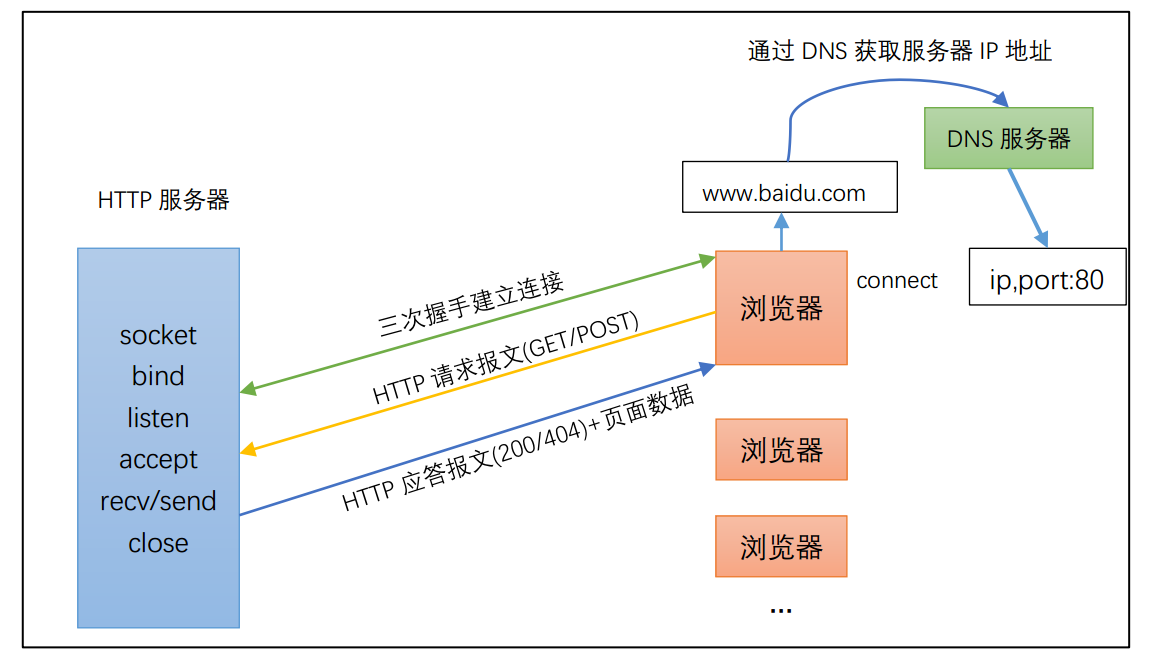 通过 DNS 获取服务器 IP 地址
DNS 服务器
www.baidu.com
HTTP 服务器
ip,port:80
connect
浏览器
三次握手建立连接
HTTP 请求报文(GET/POST)
HTTP 应答报文(200/404)+页面数据
socket
bind
listen
accept
recv/send
close
浏览器
浏览器
...